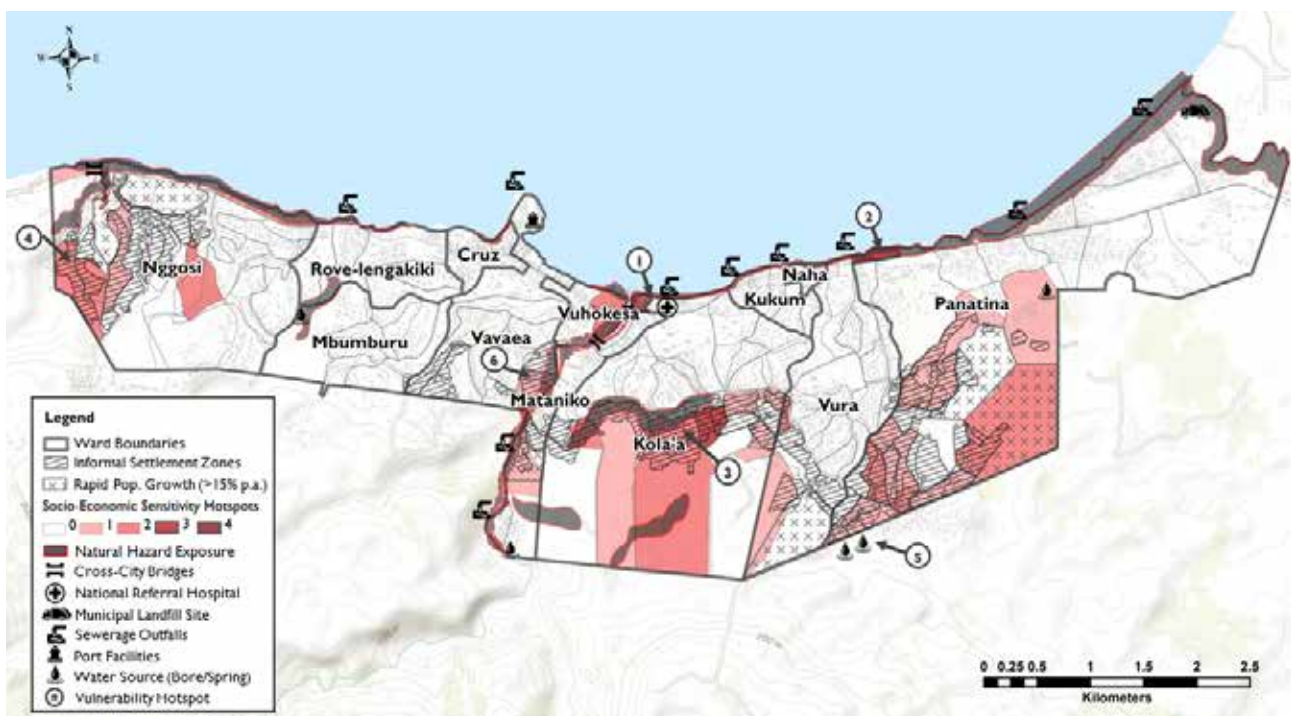 N
W E
S
4
Nggosi
Rove-lengakiki
Cruz
1
2
Naha
Kukum
Vuhokesa
Panatina
Mbumburu
Vavaea
6
Mataniko
Vura
Kola'a
3
5
Legend
Ward Boundaries
Informal Settlement Zones
Rapid Pop. Growth (>15% p.a.)
Socio-Economic Sensitivity Hotspots
0 1 2 3 4
Natural Hazard Exposure
Cross-City Bridges
National Referral Hospital
Municipal Landfill Site
Sewerage Outfalls
Port Facilities
Water Source (Bore/Spring)
Vulnerability Hotspot
0 0.25 0.5 1 1.5 2 2.5
Kilometers